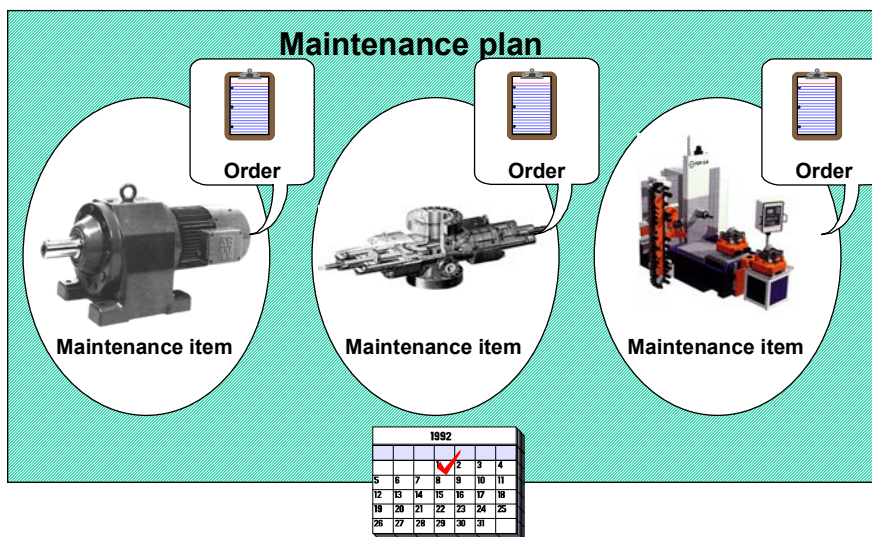 Maintenance plan
Order
Order
Order
Maintenance item
Maintenance item
Maintenance item
1992
1 2 3 4
5 6 7 8 9 10 11
12 13 14 15 16 17 18
19 20 21 22 23 24 25
26 27 28 29 30 31